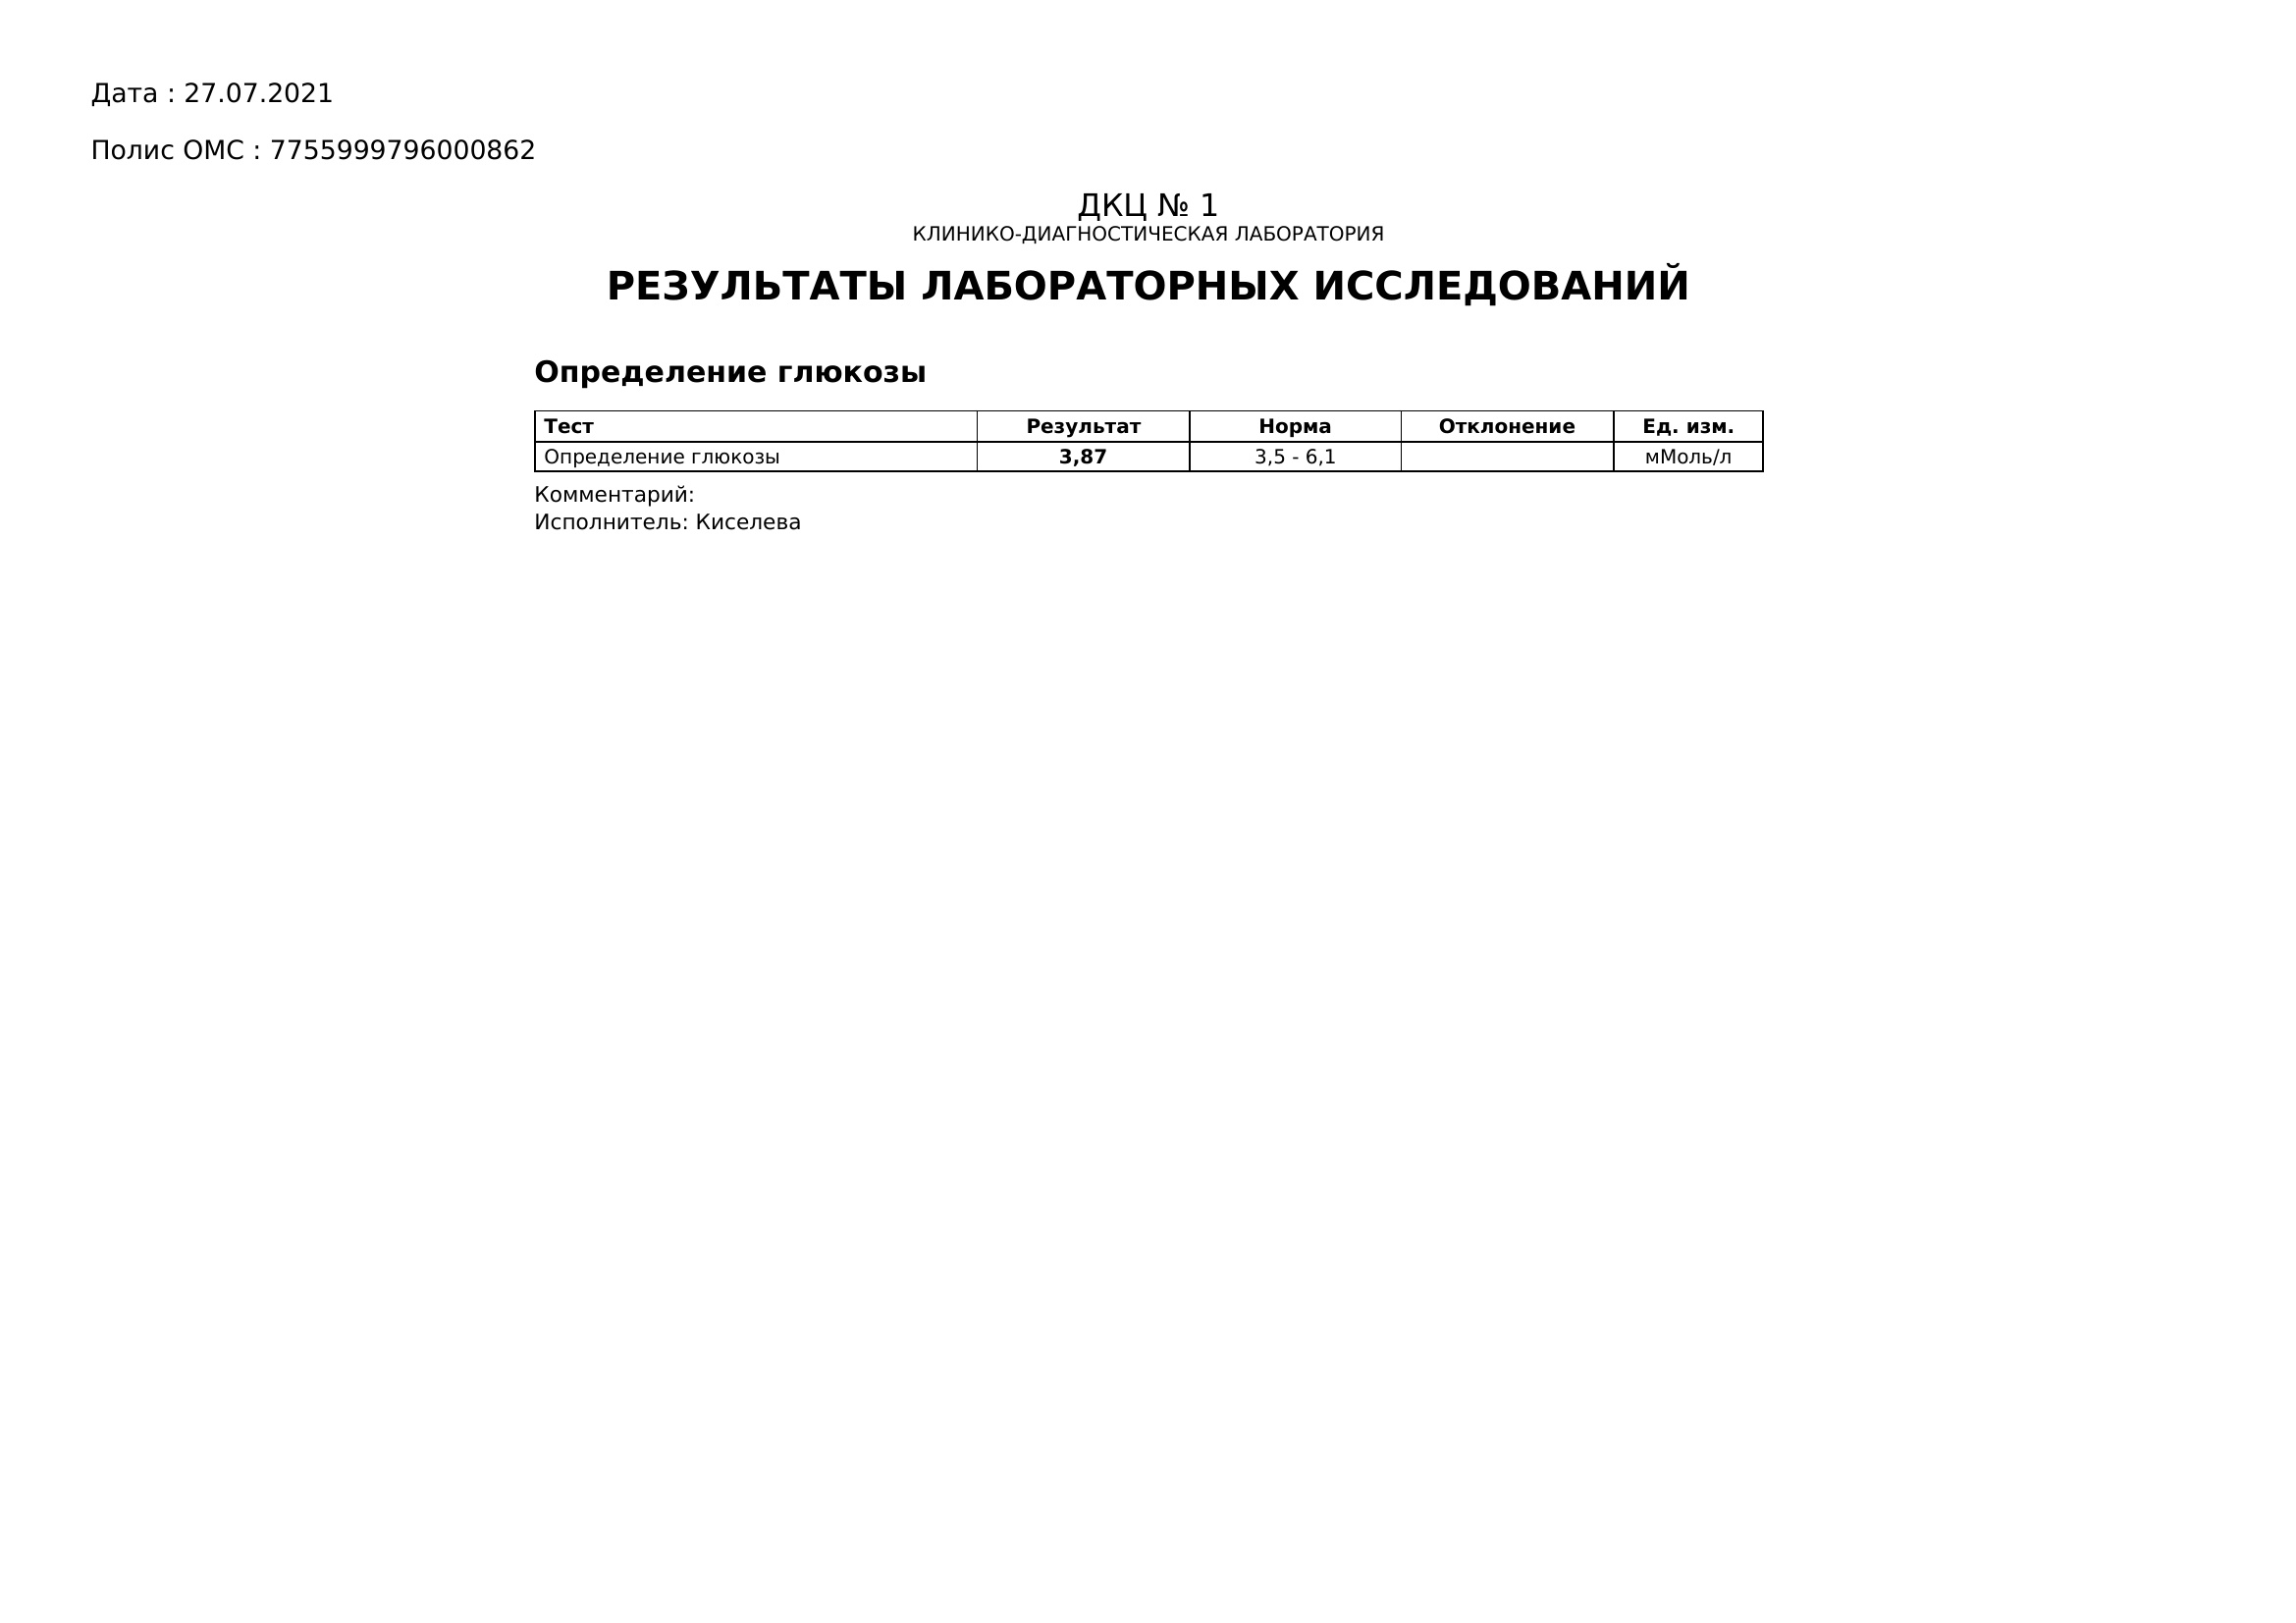 Дата : 27.07.2021
Полис ОМС : 7755999796000862
ДКЦ № 1
КЛИНИКО-ДИАГНОСТИЧЕСКАЯ ЛАБОРАТОРИЯ
РЕЗУЛЬТАТЫ ЛАБОРАТОРНЫХ ИССЛЕДОВАНИЙ
Определение глюкозы
Тест Результат Норма Отклонение Ед. изм.
Определение глюкозы 3,87 3,5 - 6,1 мМоль/л
Комментарий:
Исполнитель: Киселева